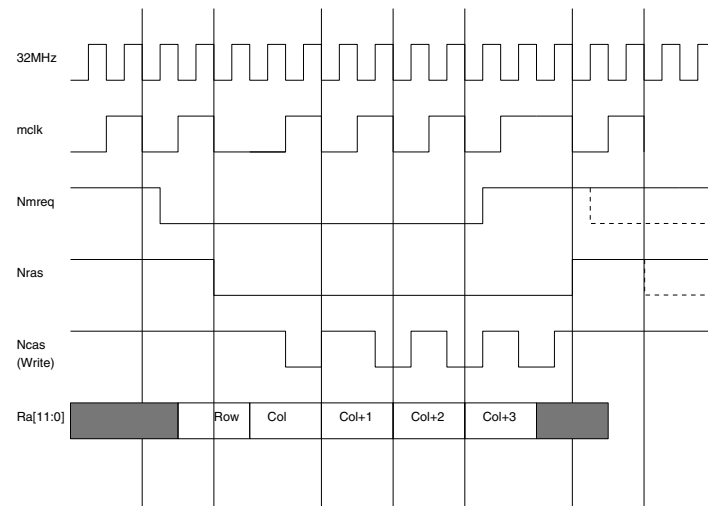 32MHz
mclk
Nmreq
Nras
Ncas
(Write)
Ra[11:0] Row Col Col+1 Col+2 Col+3